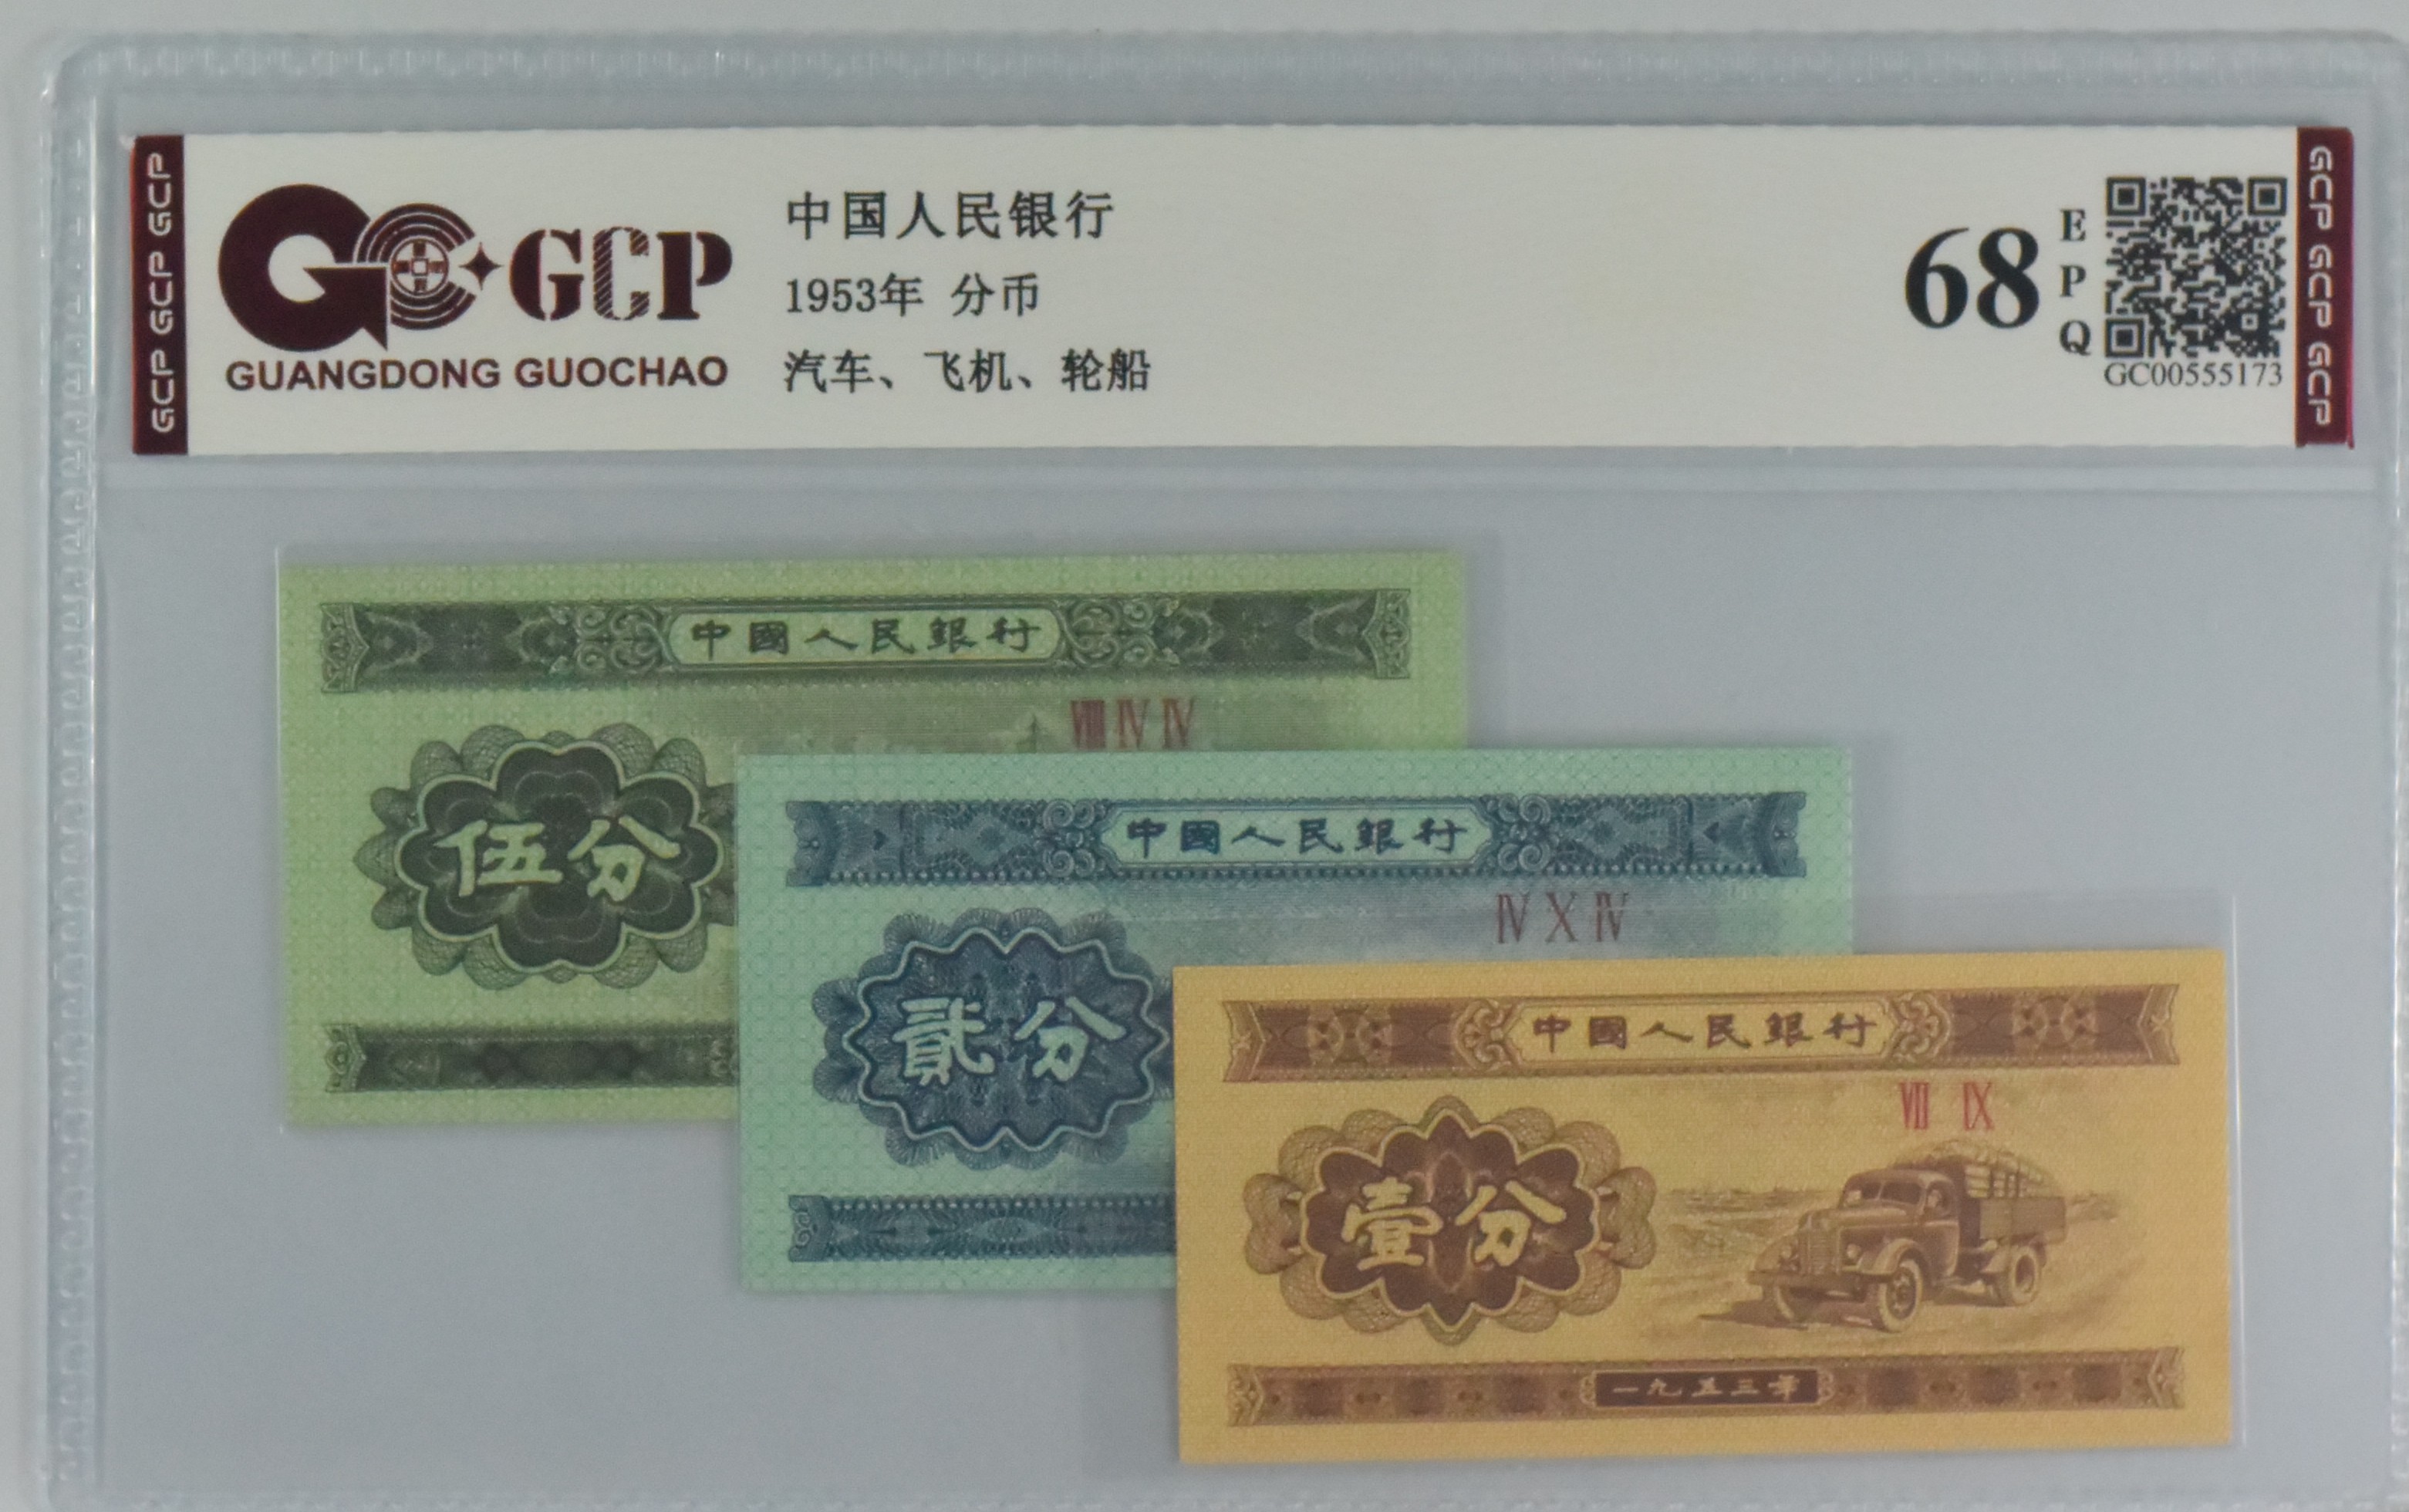 GCP GCP GCP
GCP
GUANGDONG GUOCHAO
中国人民银行
1953年 分币
汽车、飞机、轮船
68
E
P
Q
GC00555173
GCP GCP GCP
中國人民銀行
Ⅷ Ⅳ Ⅳ
伍分
中國人民銀行
Ⅳ Ⅹ Ⅳ
貳分
中國人民銀行
Ⅶ Ⅸ
壹分
一九五三年